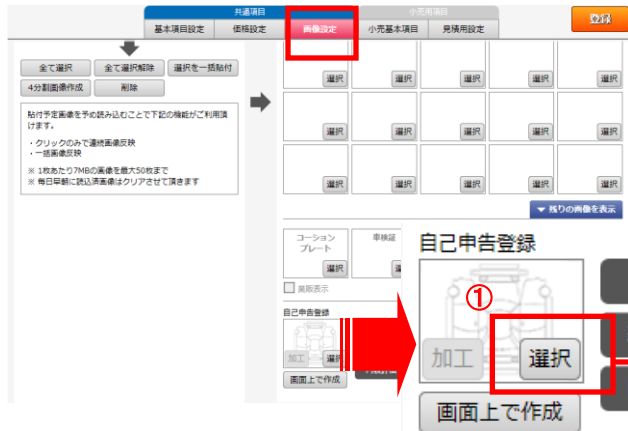 共通項目
小売用項目
登録
基本項目設定 価格設定 画像設定 小売基本項目 見積用設定
全て選択 全て選択解除 選択を一括貼付
4分割画像作成 削除
貼付予定画像を予め読み込むことで下記の機能がご利用頂
けます。
・クリックのみで連続画像反映
・一括画像反映
※ 1枚あたり7MBの画像を最大50枚まで
※ 毎日早朝に読込済画像はクリアさせて頂きます
選択 選択 選択 選択 選択
選択 選択 選択 選択 選択
選択 選択 選択 選択 選択
▼ 残りの画像を表示
コーション
プレート
選択
車検証
業販表示
自己申告登録
加工 選択
画面上で作成
自己申告登録
①
加工 選択
画面上で作成